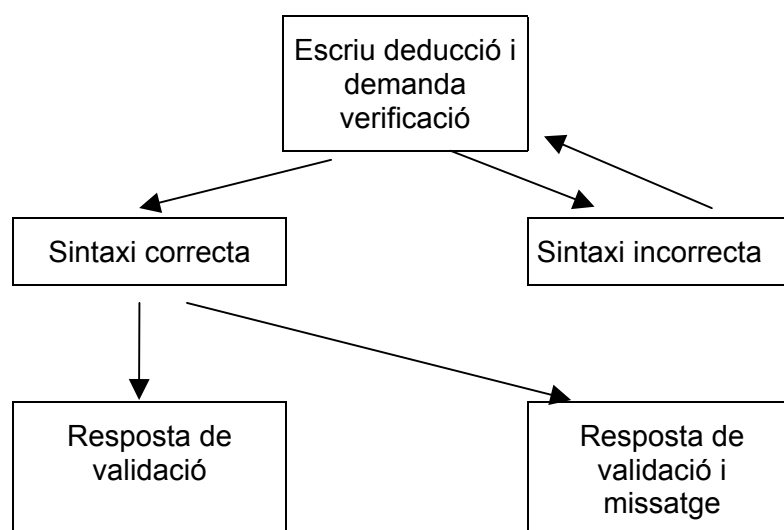 Escriu deducció i
demanda
verificació
Sintaxi correcta
Sintaxi incorrecta
Resposta de
validació
Resposta de
validació i
missatge